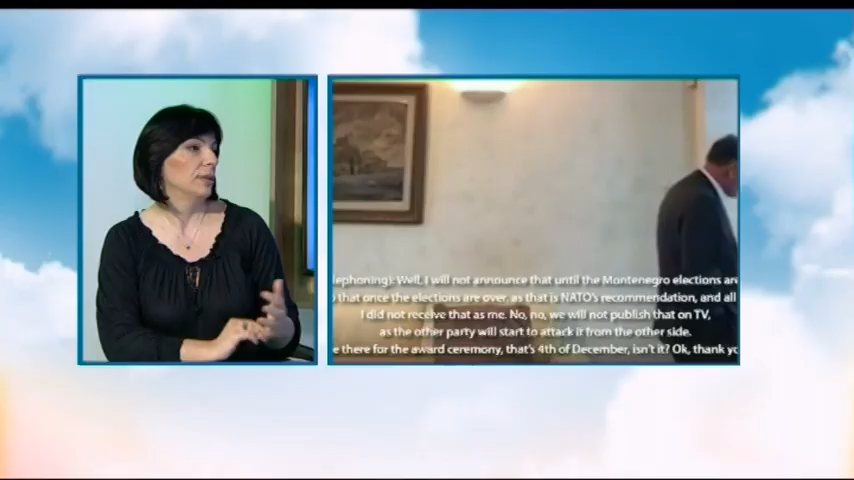 lephoning): Well, I will not announce that until the Montenegro elections are
that once the elections are over, as that is NATO's recommendation, and all
I did not receive that as me. No, no, we will not publish that on TV,
as the other party will start to attack it from the other side.
e there for the award ceremony, that's 4th of December, isn't it? Ok, thank yo